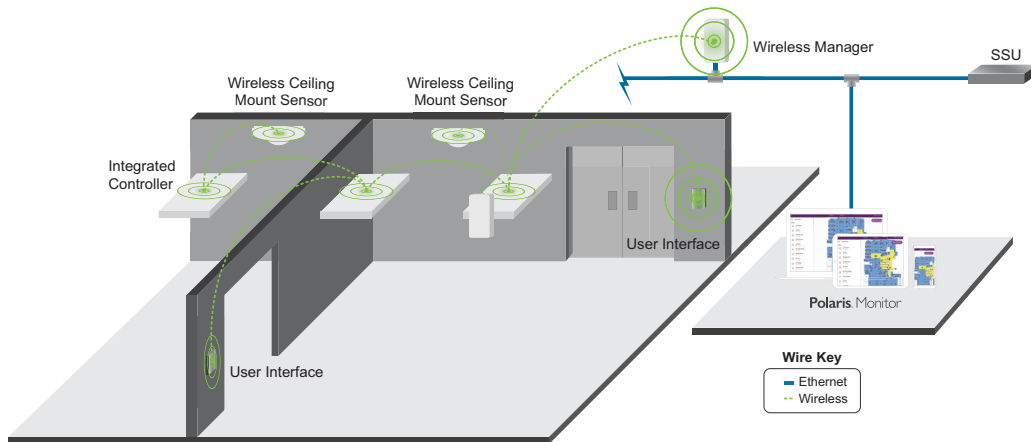 Wireless Manager
SSU
Wireless Ceiling
Mount Sensor
Wireless Ceiling
Mount Sensor
Integrated
Controller
User Interface
Polaris. Monitor
User Interface
Wire Key
Ethernet
Wireless